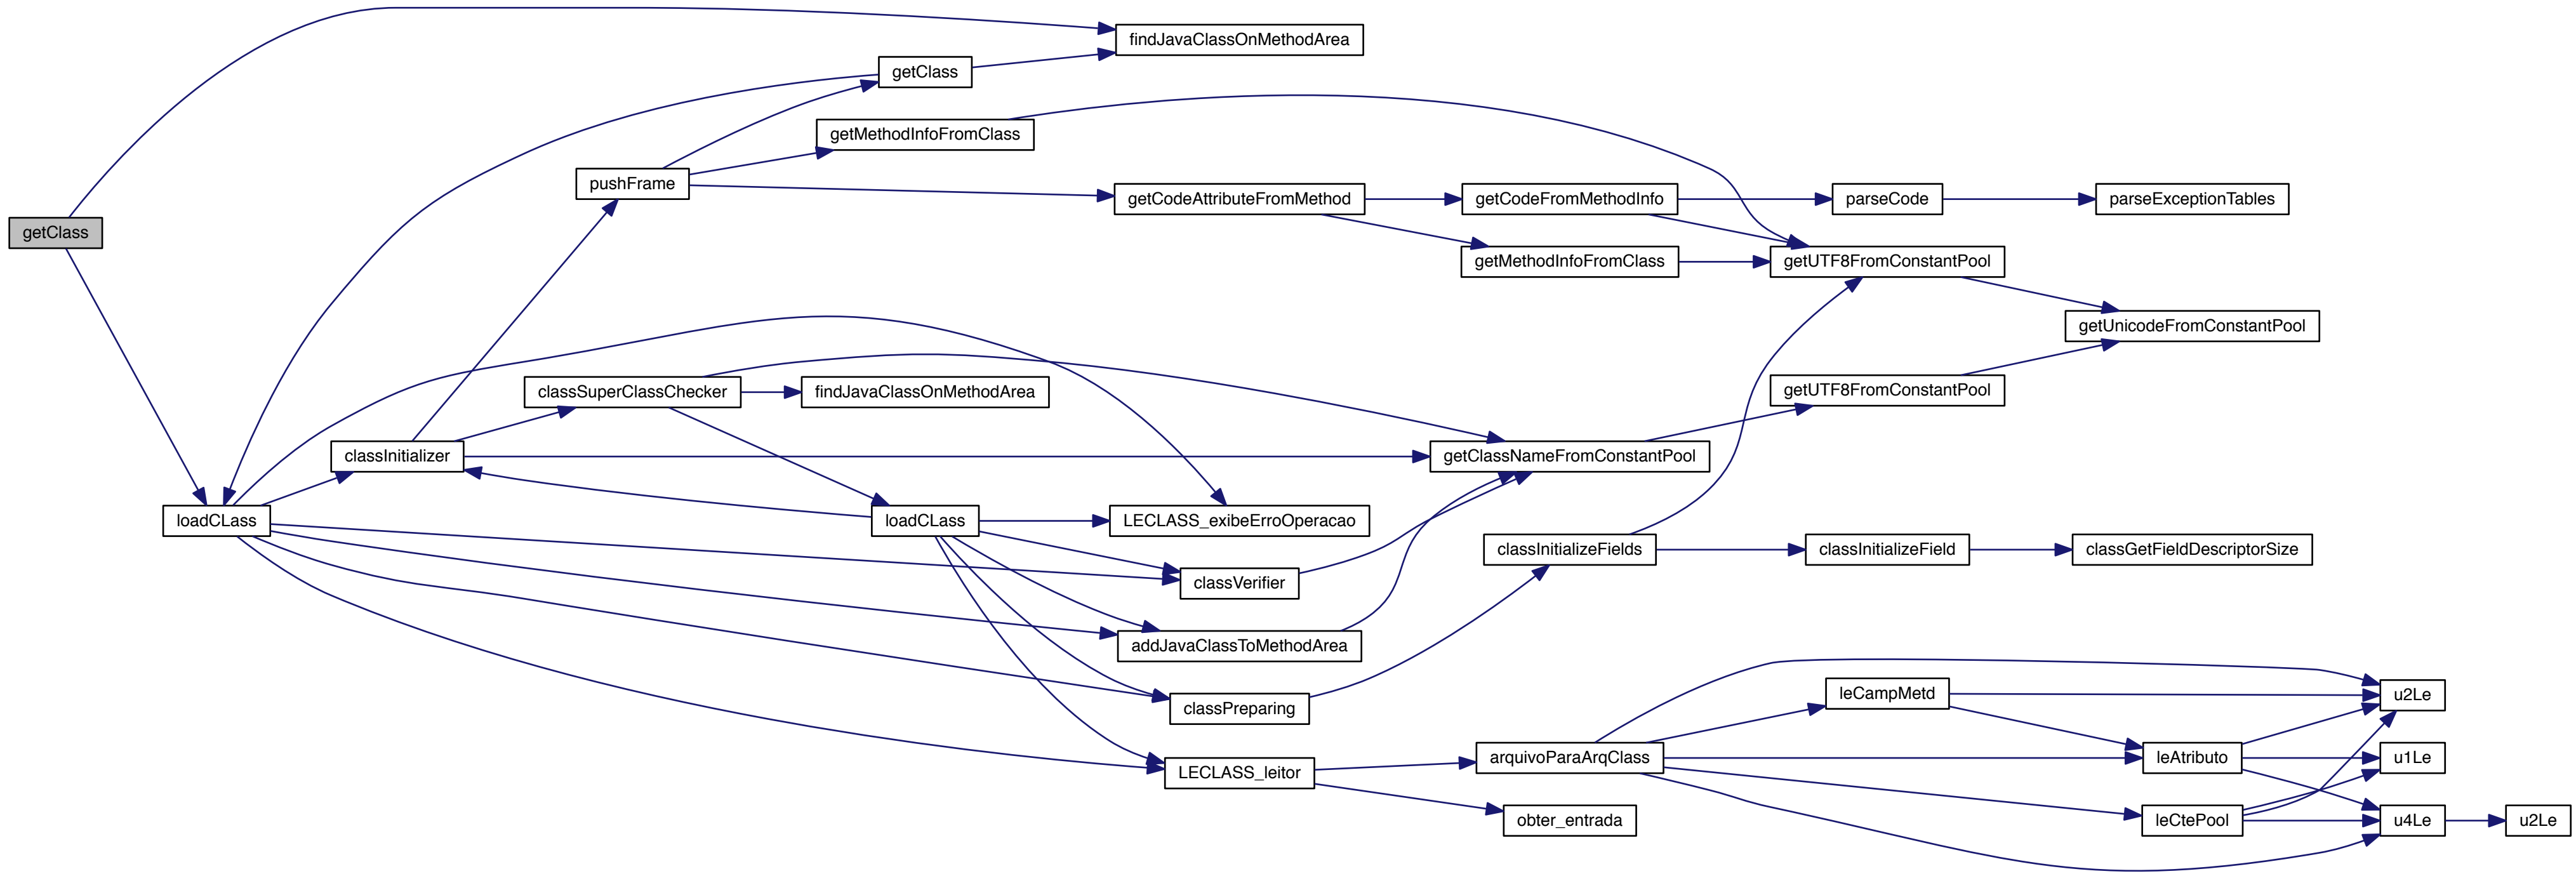 findJavaClassOnMethodArea
getClass
getMethodInfoFromClass
pushFrame
getCodeAttributeFromMethod
getCodeFromMethodInfo
parseCode
parseExceptionTables
getClass
getMethodInfoFromClass
getUTF8FromConstantPool
getUnicodeFromConstantPool
classSuperClassChecker
findJavaClassOnMethodArea
getUTF8FromConstantPool
classInitializer
getClassNameFromConstantPool
loadCLass
loadCLass
LECLASS_exibeErroOperacao
classInitializeFields
classInitializeField
classGetFieldDescriptorSize
classVerifier
addJavaClassToMethodArea
classPreparing
leCampMetd
u2Le
LECLASS_leitor
arquivoParaArqClass
leAtributo
u1Le
obter_entrada
leCtePool
u4Le
u2Le